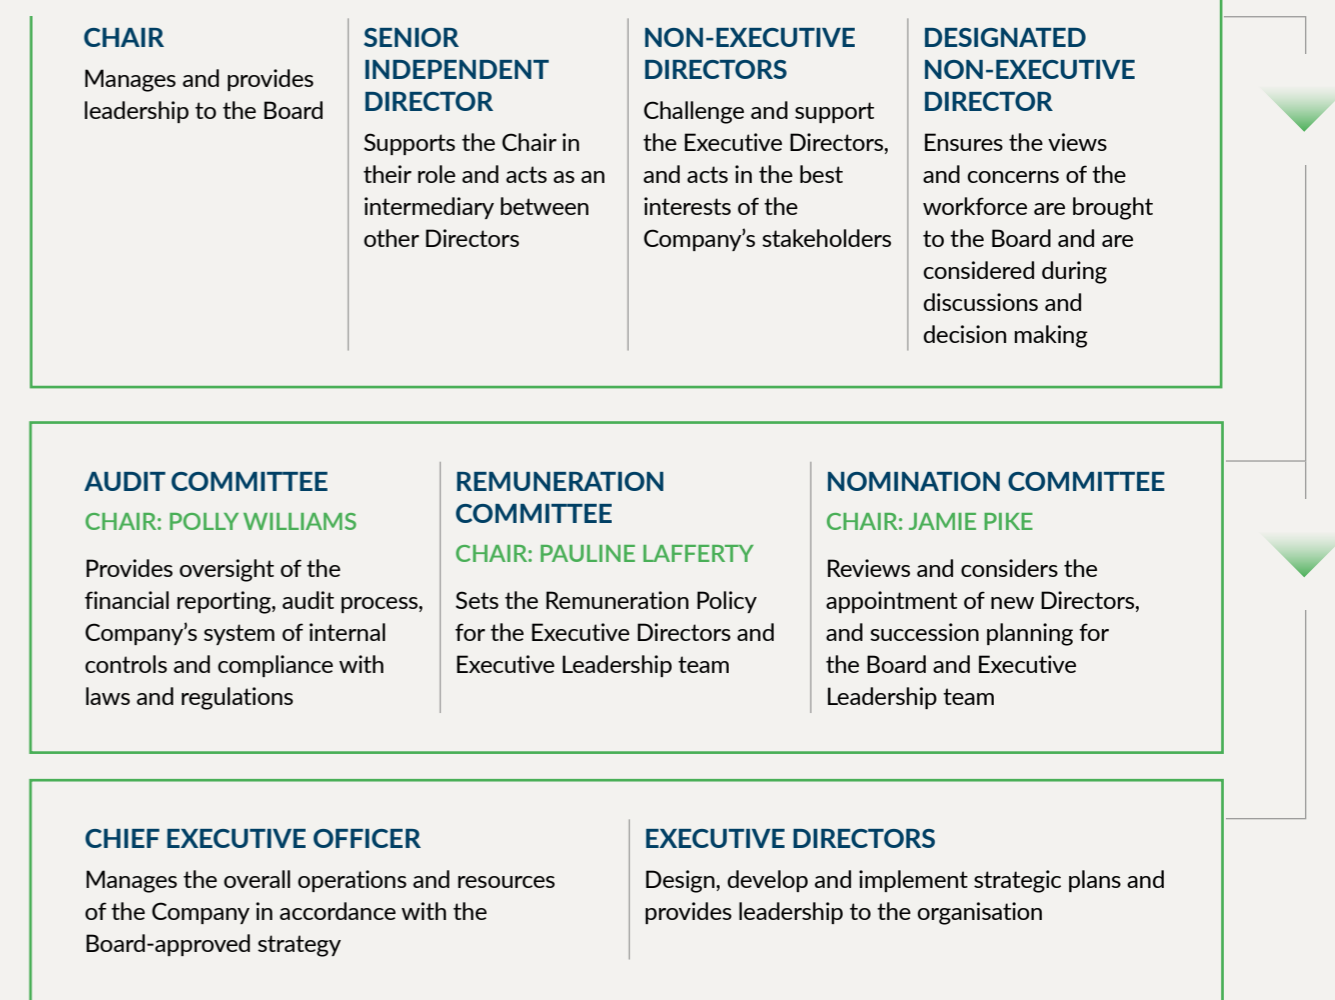 CHAIR
Manages and provides
leadership to the Board
SENIOR
INDEPENDENT
DIRECTOR
Supports the Chair in
their role and acts as an
intermediary between
other Directors
NON-EXECUTIVE
DIRECTORS
Challenge and support
the Executive Directors,
and acts in the best
interests of the
Company’s stakeholders
DESIGNATED
NON-EXECUTIVE
DIRECTOR
Ensures the views
and concerns of the
workforce are brought
to the Board and are
considered during
discussions and
decision making
AUDIT COMMITTEE
CHAIR: POLLY WILLIAMS
Provides oversight of the
financial reporting, audit process,
Company’s system of internal
controls and compliance with
laws and regulations
REMUNERATION
COMMITTEE
CHAIR: PAULINE LAFFERTY
Sets the Remuneration Policy
for the Executive Directors and
Executive Leadership team
NOMINATION COMMITTEE
CHAIR: JAMIE PIKE
Reviews and considers the
appointment of new Directors,
and succession planning for
the Board and Executive
Leadership team
CHIEF EXECUTIVE OFFICER
Manages the overall operations and resources
of the Company in accordance with the
Board-approved strategy
EXECUTIVE DIRECTORS
Design, develop and implement strategic plans and
provides leadership to the organisation